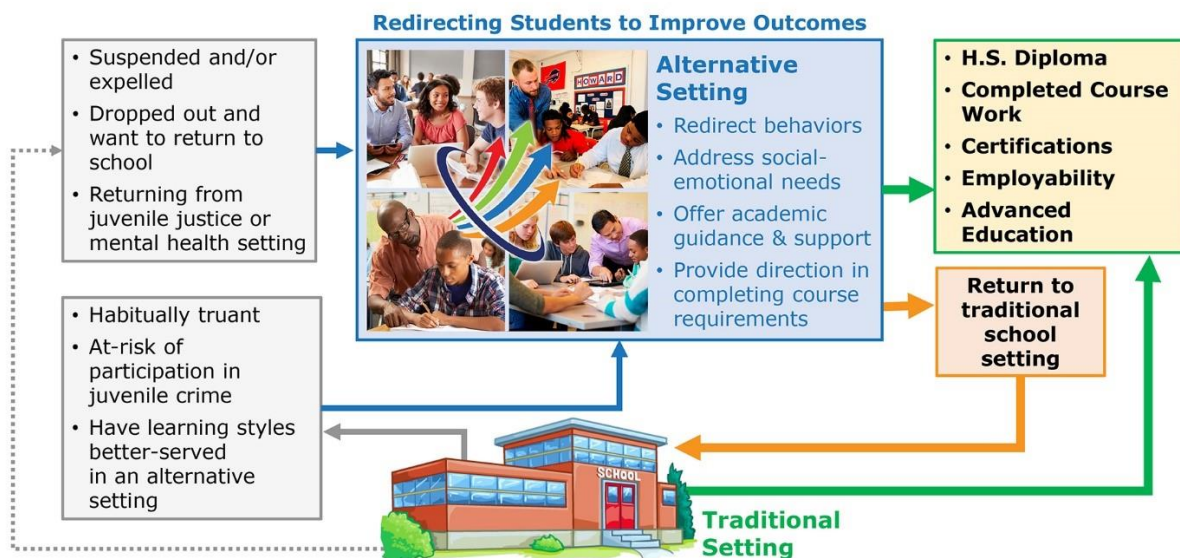 Redirecting Students to Improve Outcomes
• Suspended and/or
expelled
• Dropped out and
want to return to
school
• Returning from
juvenile justice or
mental health setting
• Habitually truant
• At-risk of
participation in
juvenile crime
• Have learning styles
better-served
in an alternative
setting
HOWARD
Alternative
Setting
• Redirect behaviors
• Address social-
emotional needs
• Offer academic
guidance & support
• Provide direction in
completing course
requirements
• H.S. Diploma
• Completed Course
Work
• Certifications
• Employability
• Advanced
Education
Return to
traditional
school
setting
SCHOOL
Traditional
Setting